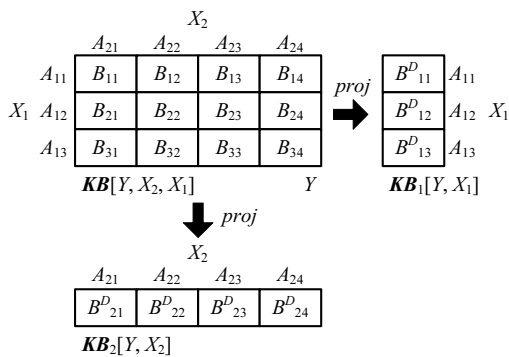 X₂
A₂₁ A₂₂ A₂₃ A₂₄
A₁₁ B₁₁ B₁₂ B₁₃ B₁₄ proj Bᴰ₁₁ A₁₁
X₁ A₁₂ B₂₁ B₂₂ B₂₃ B₂₄ Bᴰ₁₂ A₁₂ X₁
A₁₃ B₃₁ B₃₂ B₃₃ B₃₄ Bᴰ₁₃ A₁₃
KB[Y, X₂, X₁] Y KB₁[Y, X₁]
proj
X₂
A₂₁ A₂₂ A₂₃ A₂₄
Bᴰ₂₁ Bᴰ₂₂ Bᴰ₂₃ Bᴰ₂₄
KB₂[Y, X₂]